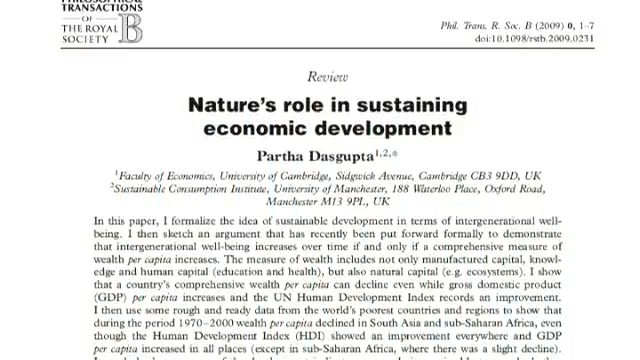 PHILOSOPHICAL
TRANSACTIONS
OF
THE ROYAL
SOCIETY
B
Phil. Trans. R. Soc. B (2009) 0, 1–7
doi:10.1098/rstb.2009.0231
Review
Nature's role in sustaining
economic development
Partha Dasgupta1,2,*
1Faculty of Economics, University of Cambridge, Sidgwick Avenue, Cambridge CB3 9DD, UK
2Sustainable Consumption Institute, University of Manchester, 188 Waterloo Place, Oxford Road,
Manchester M13 9PL, UK
In this paper, I formalize the idea of sustainable development in terms of intergenerational well-
being. I then sketch an argument that has recently been put forward formally to demonstrate
that intergenerational well-being increases over time if and only if a comprehensive measure of
wealth per capita increases. The measure of wealth includes not only manufactured capital, knowl-
edge and human capital (education and health), but also natural capital (e.g. ecosystems). I show
that a country's comprehensive wealth per capita can decline even while gross domestic product
(GDP) per capita increases and the UN Human Development Index records an improvement.
I then use some rough and ready data from the world's poorest countries and regions to show that
during the period 1970–2000 wealth per capita declined in South Asia and sub-Saharan Africa, even
though the Human Development Index (HDI) showed an improvement everywhere and GDP
per capita increased in all places (except in sub-Saharan Africa, where there was a slight decline).